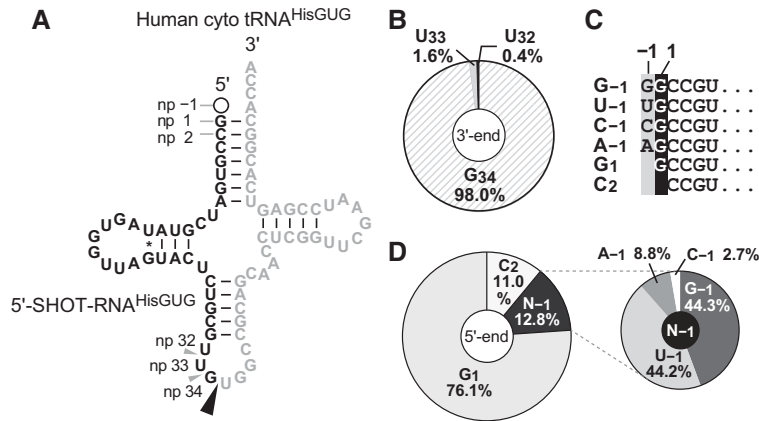 A
Human cyto tRNAHisGUG
3'
ACCACGGCACU
5'
np −1
np 1
np 2
GCCGUGA
GAGCC
*
5'-SHOT-RNAHisGUG
np 32
np 33
np 34
B
U33
1.6%
U32
0.4%
3'-end
G34
98.0%
C
−1 1
G−1 GGCCGU...
U−1 UGCCGU...
C−1 CGCCGU...
A−1 AGCCGU...
G1 GCCGU...
C2 CCGU...
D
C2
11.0
%
N−1
12.8%
5'-end
G1
76.1%
A−1 8.8%
C−1 2.7%
G−1
44.3%
N−1
U−1
44.2%